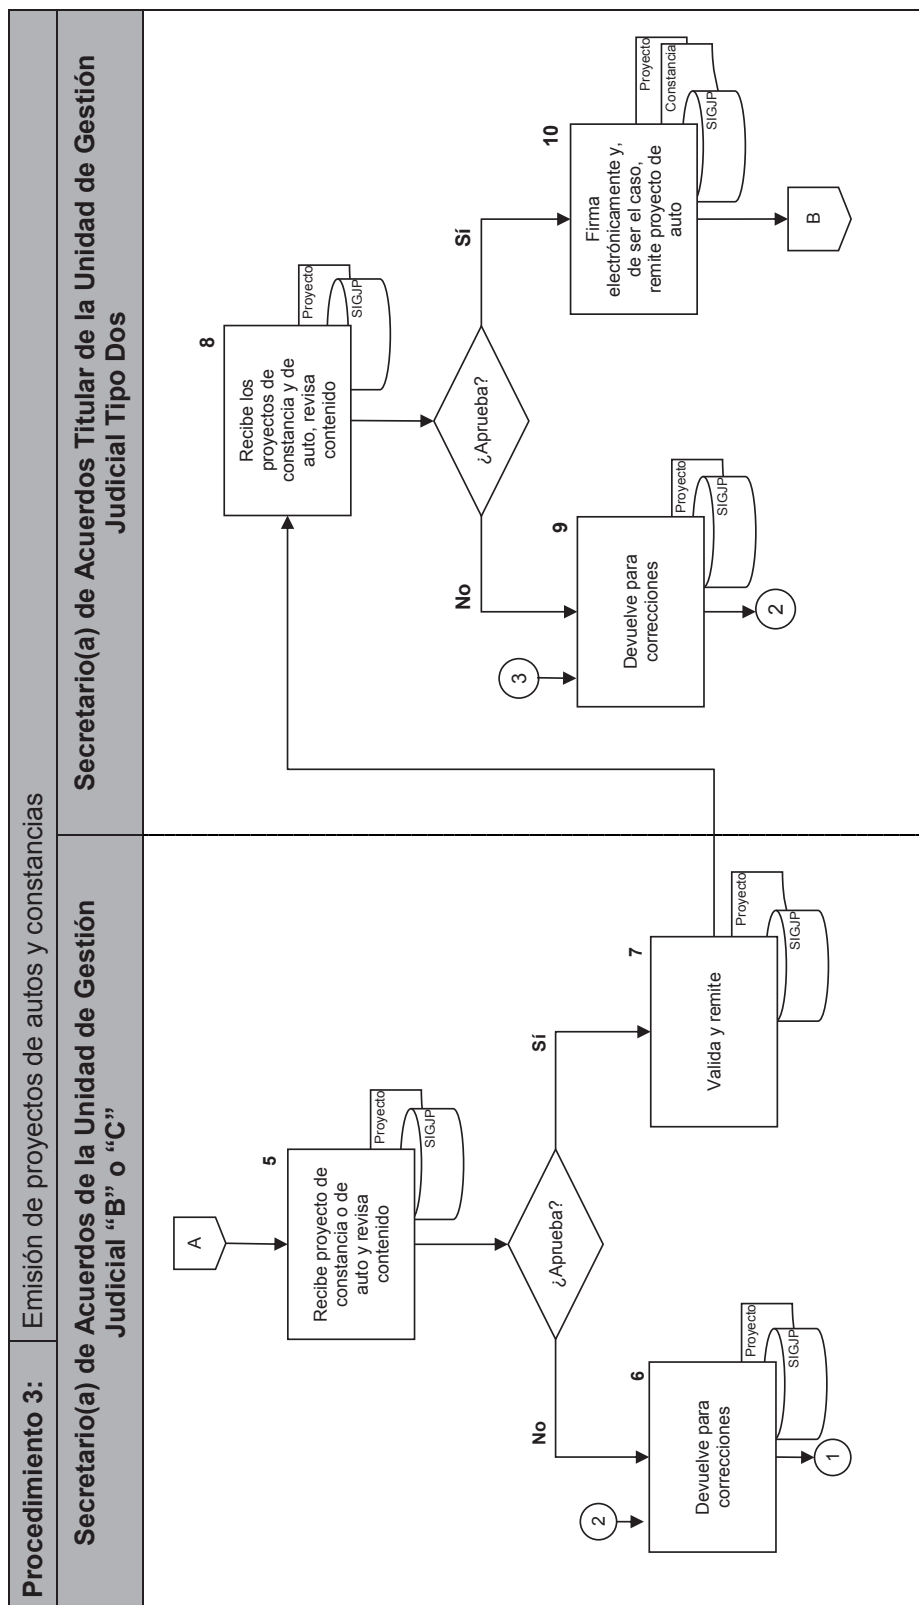 Procedimiento 3:
Emisión de proyectos de autos y constancias
Secretario(a) de Acuerdos de la Unidad de Gestión
Judicial “B” o “C”
Secretario(a) de Acuerdos Titular de la Unidad de Gestión
Judicial Tipo Dos
A
5
Recibe proyecto de
constancia o de
auto y revisa
contenido
Proyecto
SIGJP
¿Aprueba?
No
Sí
2
6
Devuelve para
correcciones
Proyecto
SIGJP
1
7
Valida y remite
Proyecto
SIGJP
8
Recibe los
proyectos de
constancia y de
auto, revisa
contenido
Proyecto
SIGJP
¿Aprueba?
No
Sí
3
9
Devuelve para
correcciones
Proyecto
SIGJP
2
10
Firma
electrónicamente y,
de ser el caso,
remite proyecto de
auto
Proyecto
Constancia
SIGJP
B